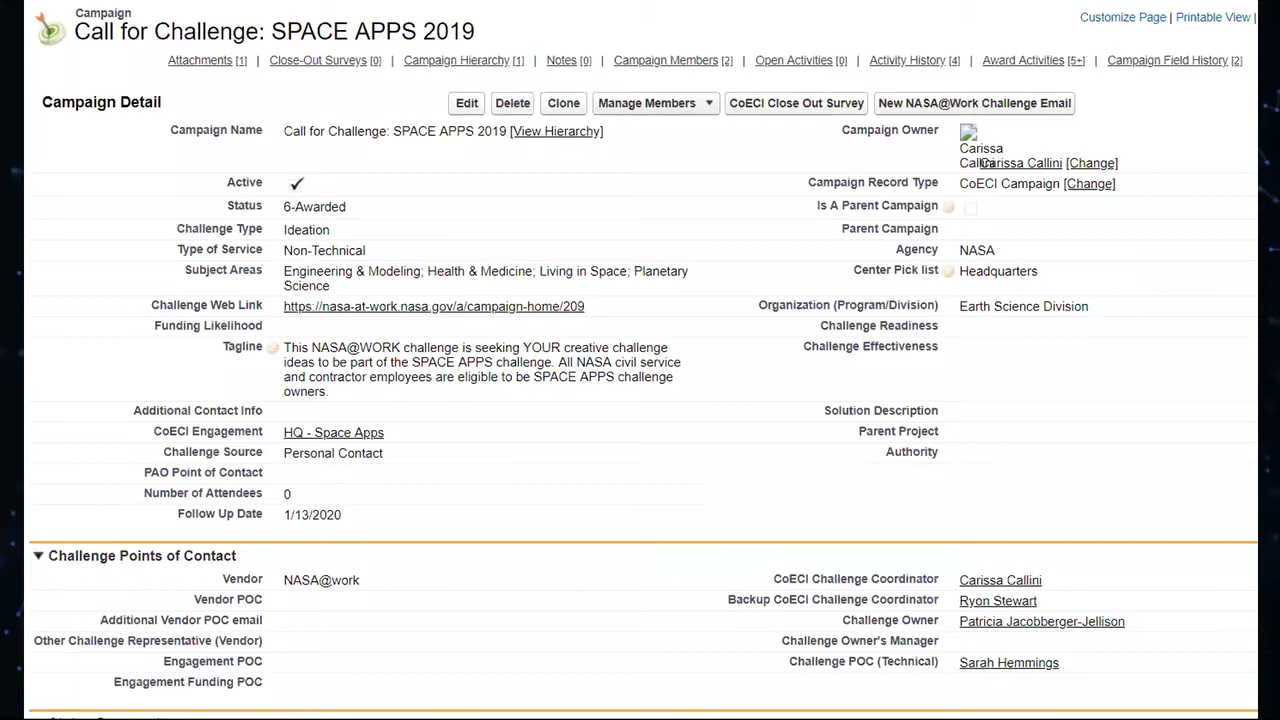 Campaign
Call for Challenge: SPACE APPS 2019
Customize Page | Printable View |
Attachments [1] | Close-Out Surveys [0] | Campaign Hierarchy [1] | Notes [0] | Campaign Members [2] | Open Activities [0] | Activity History [4] | Award Activities [5+] | Campaign Field History [2]
Campaign Detail
Edit Delete Clone Manage Members CoECI Close Out Survey New NASA@Work Challenge Email
Campaign Name Call for Challenge: SPACE APPS 2019 [View Hierarchy]
Campaign Owner Carissa Callini Carissa Callini [Change]
Active
Campaign Record Type CoECI Campaign [Change]
Status 6-Awarded
Is A Parent Campaign
Challenge Type Ideation
Parent Campaign
Type of Service Non-Technical
Agency NASA
Subject Areas Engineering & Modeling; Health & Medicine; Living in Space; Planetary
Science
Center Pick list Headquarters
Challenge Web Link https://nasa-at-work.nasa.gov/a/campaign-home/209
Organization (Program/Division) Earth Science Division
Funding Likelihood
Challenge Readiness
Tagline This NASA@WORK challenge is seeking YOUR creative challenge
ideas to be part of the SPACE APPS challenge. All NASA civil service
and contractor employees are eligible to be SPACE APPS challenge
owners.
Challenge Effectiveness
Additional Contact Info
Solution Description
CoECI Engagement HQ - Space Apps
Parent Project
Challenge Source Personal Contact
Authority
PAO Point of Contact
Number of Attendees 0
Follow Up Date 1/13/2020
Challenge Points of Contact
Vendor NASA@work
CoECI Challenge Coordinator Carissa Callini
Vendor POC
Backup CoECI Challenge Coordinator Ryon Stewart
Additional Vendor POC email
Challenge Owner Patricia Jacobberger-Jellison
Other Challenge Representative (Vendor)
Challenge Owner's Manager
Engagement POC
Challenge POC (Technical) Sarah Hemmings
Engagement Funding POC